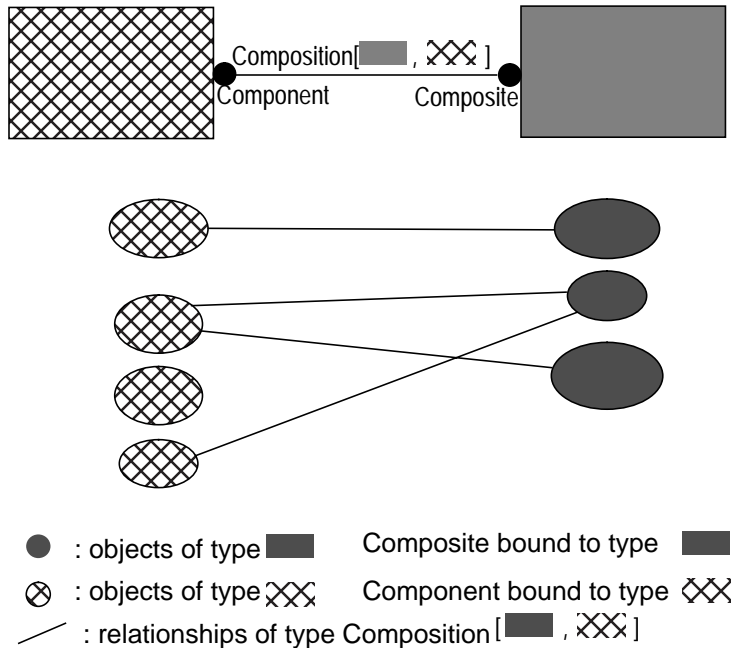 Composition[ , ]
Component
Composite
: objects of type
Composite bound to type
: objects of type
Component bound to type
: relationships of type Composition[ , ]